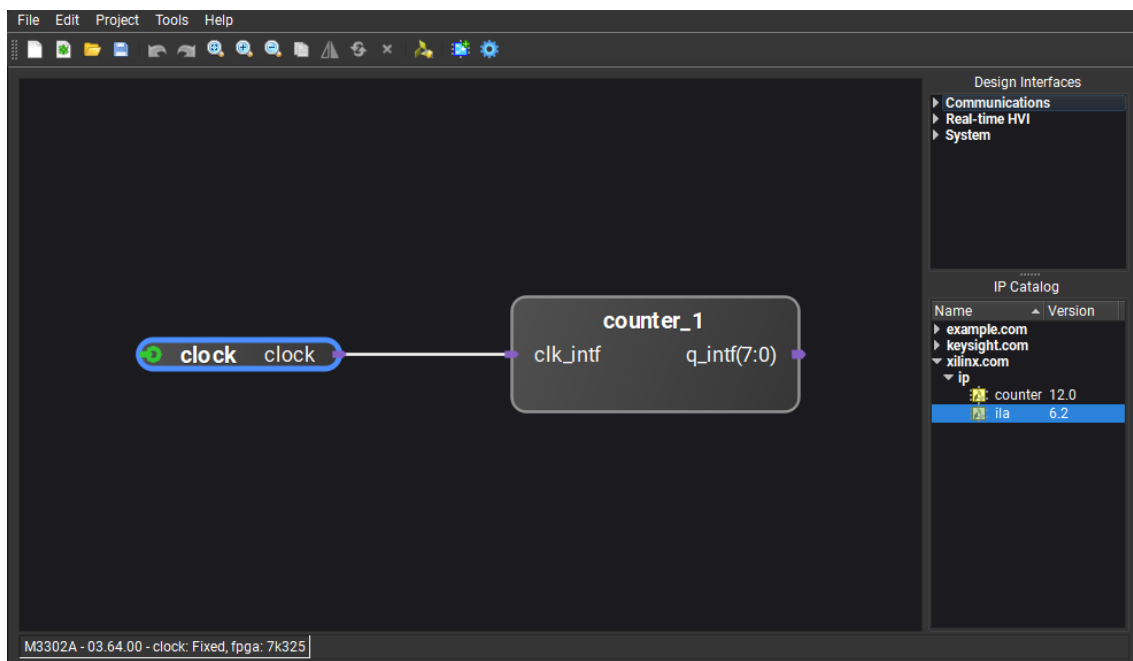 File Edit Project Tools Help
Design Interfaces
Communications
Real-time HVI
System
clock clock
counter_1
clk_intf q_intf(7:0)
IP Catalog
Name Version
example.com
keysight.com
xilinx.com
ip
counter 12.0
ila 6.2
M3302A - 03.64.00 - clock: Fixed, fpga: 7k325